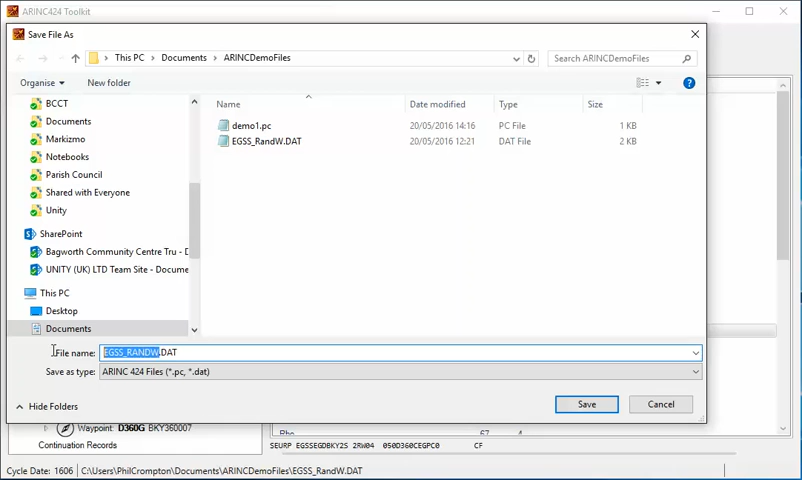 ARINC424 Toolkit
Save File As
This PC > Documents > ARINCDemoFiles
Search ARINCDemoFiles
Organise
New folder
Name
Date modified
Type
Size
BCCT
Documents
Markizmo
Notebooks
Parish Council
Shared with Everyone
Unity
SharePoint
Bagworth Community Centre Tru - D
UNITY (UK) LTD Team Site - Docume
This PC
Desktop
Documents
demo1.pc 20/05/2016 14:16 PC File 1 KB
EGSS_RandW.DAT 20/05/2016 12:21 DAT File 2 KB
File name: EGSS_RANDW.DAT
Save as type: ARINC 424 Files (*.pc, *.dat)
Hide Folders
Save
Cancel
Waypoint: D360G BKY360007
Rho 67 4
Continuation Records
SEURP EGSSEGDBKY2S 2RW04 050D360CEGPC0 CF
Cycle Date: 1606
C:\Users\PhilCrompton\Documents\ARINCDemoFiles\EGSS_RandW.DAT